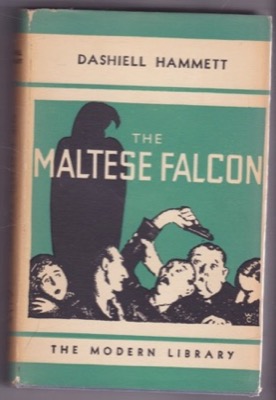 DASHIELL HAMMETT
THE
MALTESE FALCON
THE MODERN LIBRARY